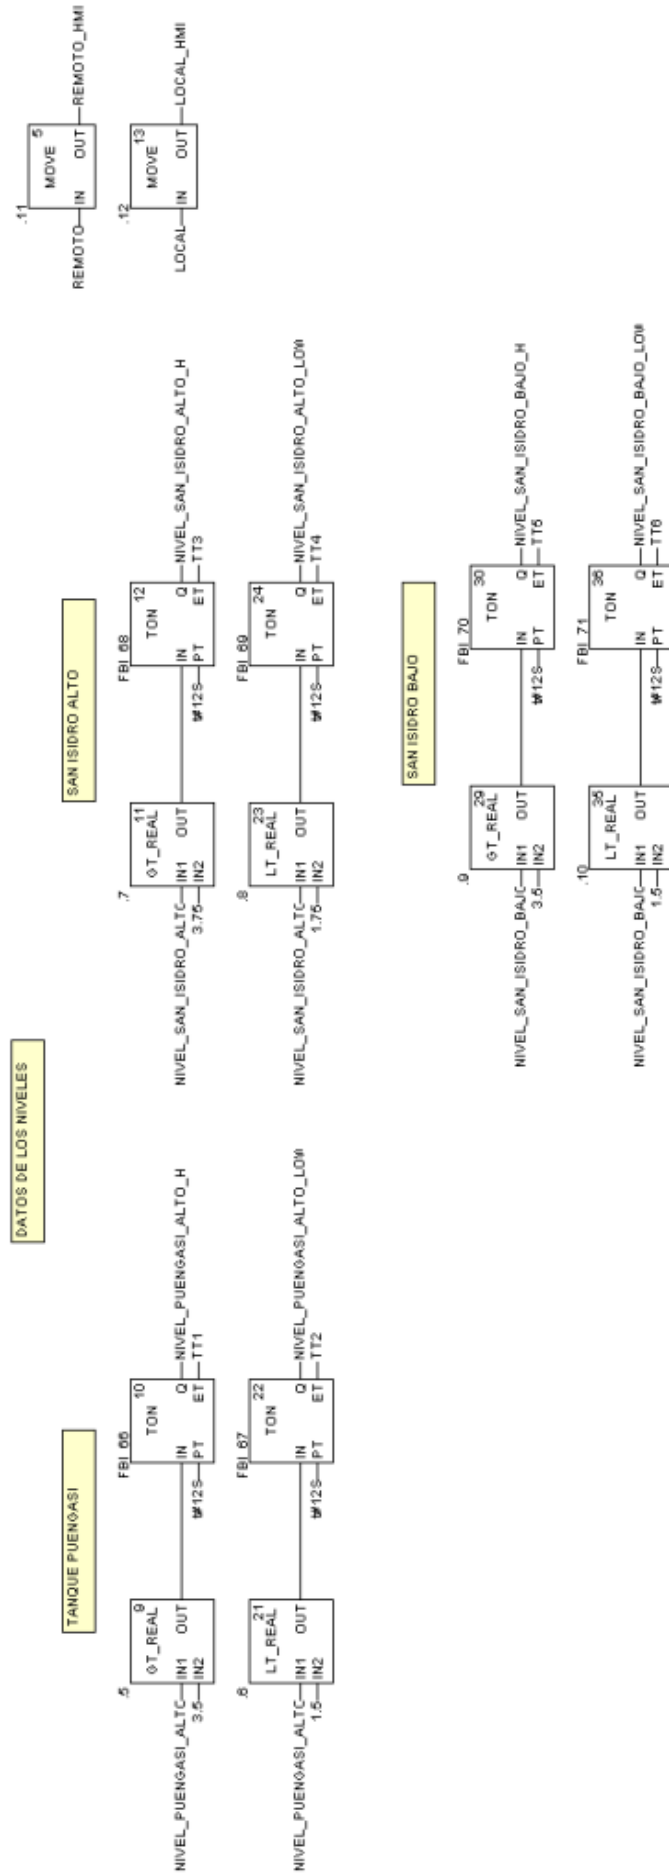 DATOS DE LOS NIVELES
TANQUE PUENGASI
.5
GT_REAL 9
NIVEL_PUENGASI_ALTC IN1 OUT
3.5 IN2
FBI_66
TON 10
IN Q NIVEL_PUENGASI_ALTO_H
t#12S PT ET TT1
.6
LT_REAL 21
NIVEL_PUENGASI_ALTC IN1 OUT
1.5 IN2
FBI_67
TON 22
IN Q NIVEL_PUENGASI_ALTO_LOW
t#12S PT ET TT2
SAN ISIDRO ALTO
.7
GT_REAL 11
NIVEL_SAN_ISIDRO_ALTC IN1 OUT
3.75 IN2
FBI_68
TON 12
IN Q NIVEL_SAN_ISIDRO_ALTO_H
t#12S PT ET TT3
.8
LT_REAL 23
NIVEL_SAN_ISIDRO_ALTC IN1 OUT
1.75 IN2
FBI_69
TON 24
IN Q NIVEL_SAN_ISIDRO_ALTO_LOW
t#12S PT ET TT4
SAN ISIDRO BAJO
.9
GT_REAL 29
NIVEL_SAN_ISIDRO_BAJC IN1 OUT
3.5 IN2
FBI_70
TON 30
IN Q NIVEL_SAN_ISIDRO_BAJO_H
t#12S PT ET TT5
.10
LT_REAL 35
NIVEL_SAN_ISIDRO_BAJC IN1 OUT
1.5 IN2
FBI_71
TON 36
IN Q NIVEL_SAN_ISIDRO_BAJO_LOW
t#12S PT ET TT6
.11
MOVE 5
REMOTO IN OUT REMOTO_HMI
.12
MOVE 13
LOCAL IN OUT LOCAL_HMI